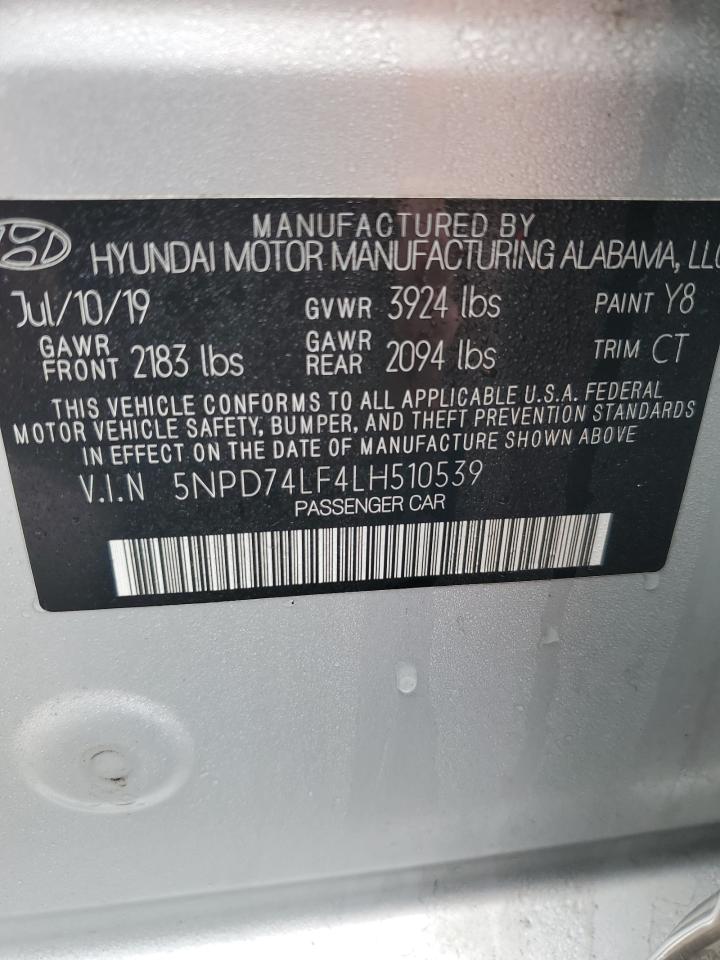 MANUFACTURED BY
HYUNDAI MOTOR MANUFACTURING ALABAMA, LLC
Jul/10/19 GVWR 3924 lbs PAINT Y8
GAWR FRONT 2183 lbs GAWR REAR 2094 lbs TRIM CT
THIS VEHICLE CONFORMS TO ALL APPLICABLE U.S.A. FEDERAL
MOTOR VEHICLE SAFETY, BUMPER, AND THEFT PREVENTION STANDARDS
IN EFFECT ON THE DATE OF MANUFACTURE SHOWN ABOVE
V.I.N 5NPD74LF4LH510539
PASSENGER CAR